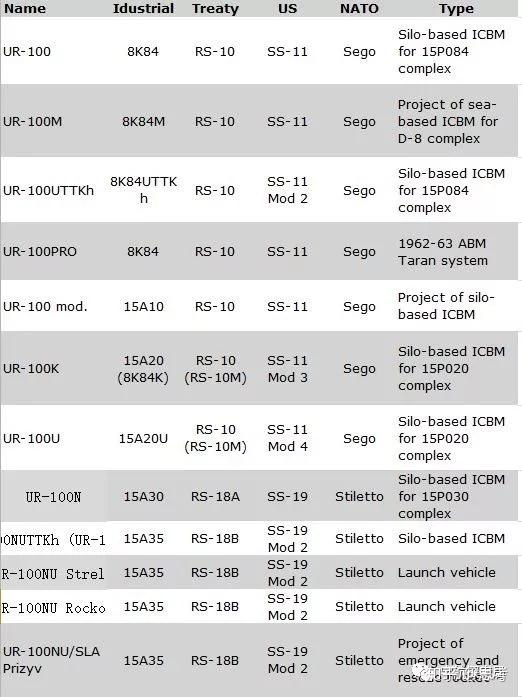 Name Idustrial Treaty US NATO Type
UR-100 8K84 RS-10 SS-11 Sego Silo-based ICBM
for 15P084
complex
UR-100M 8K84M RS-10 SS-11 Sego Project of sea-
based ICBM for
D-8 complex
UR-100UTTKh 8K84UTTK
h RS-10 SS-11
Mod 2 Sego Silo-based ICBM
for 15P084
complex
UR-100PRO 8K84 RS-10 SS-11 Sego 1962-63 ABM
Taran system
UR-100 mod. 15A10 RS-10 SS-11 Sego Project of silo-
based ICBM
UR-100K 15A20
(8K84K) RS-10
(RS-10M) SS-11
Mod 3 Sego Silo-based ICBM
for 15P020
complex
UR-100U 15A20U RS-10
(RS-10M) SS-11
Mod 4 Sego Silo-based ICBM
for 15P020
complex
UR-100N 15A30 RS-18A SS-19 Stiletto Silo-based ICBM
for 15P030
complex
00NUTTKh (UR-1 15A35 RS-18B SS-19
Mod 2 Stiletto Silo-based ICBM
R-100NU Strel 15A35 RS-18B SS-19
Mod 2 Stiletto Launch vehicle
R-100NU Rocko 15A35 RS-18B SS-19
Mod 2 Stiletto Launch vehicle
UR-100NU/SLA
Prizyv 15A35 RS-18B SS-19
Mod 2 Stiletto Project of
emergency and
rescue rocket